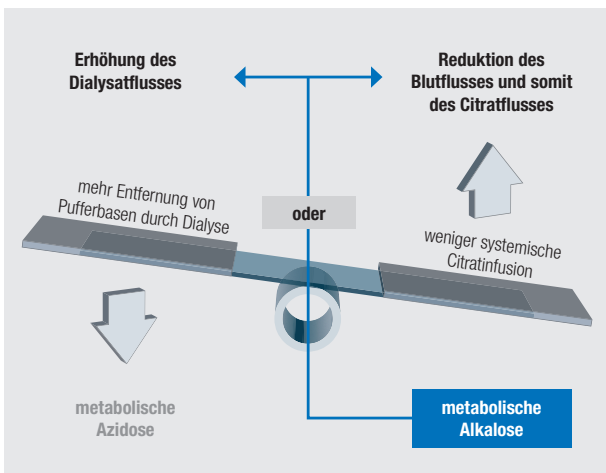 Erhöhung des
Dialysatflusses
Reduktion des
Blutflusses und somit
des Citratflusses
mehr Entfernung von
Pufferbasen durch Dialyse
oder
weniger systemische
Citratinfusion
metabolische
Azidose
metabolische
Alkalose